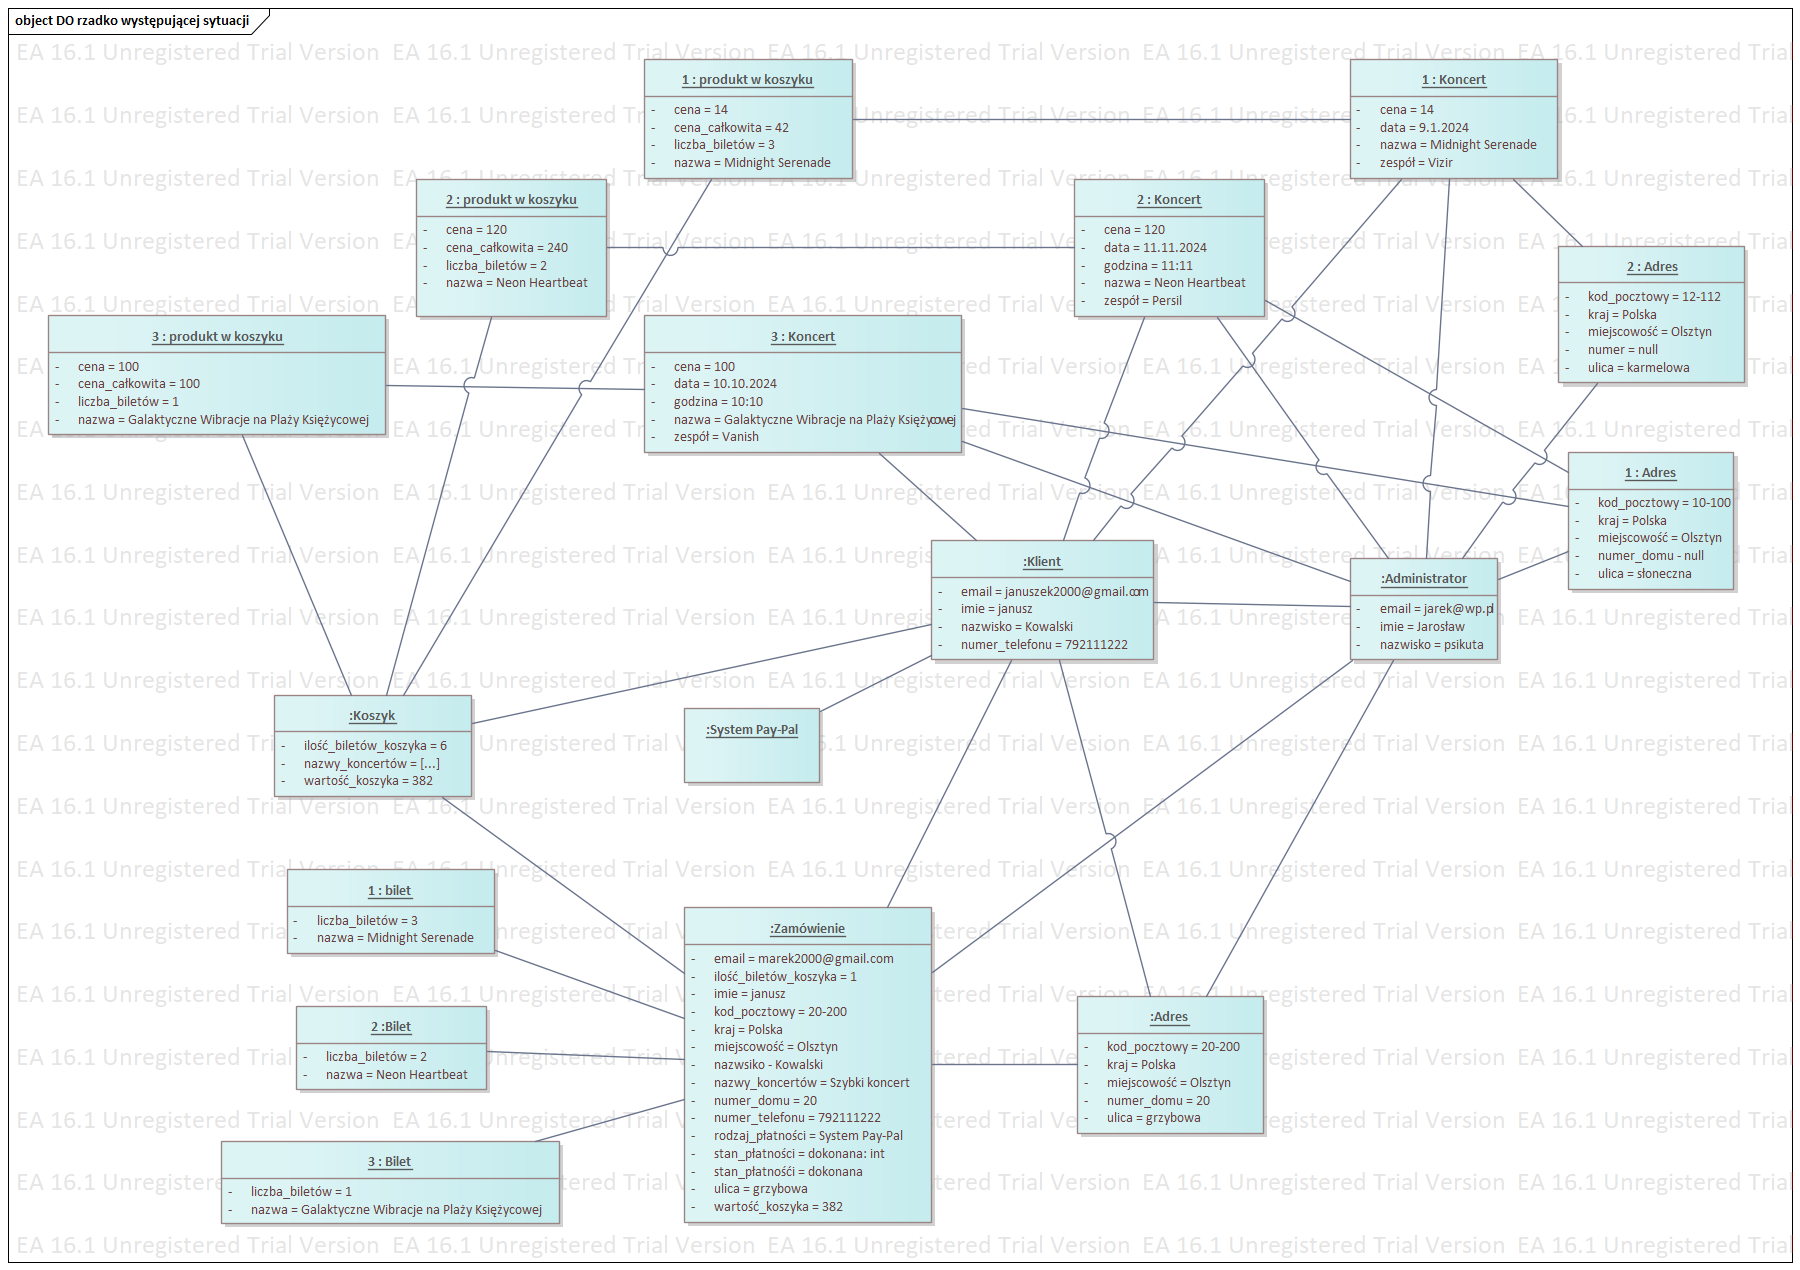 object DO rzadko występującej sytuacji
EA 16.1 Unregistered Trial Version
1 : produkt w koszyku
- cena = 14
- cena_całkowita = 42
- liczba_biletów = 3
- nazwa = Midnight Serenade
1 : Koncert
- cena = 14
- data = 9.1.2024
- nazwa = Midnight Serenade
- zespół = Vizir
2 : produkt w koszyku
- cena = 120
- cena_całkowita = 240
- liczba_biletów = 2
- nazwa = Neon Heartbeat
2 : Koncert
- cena = 120
- data = 11.11.2024
- godzina = 11:11
- nazwa = Neon Heartbeat
- zespół = Persil
2 : Adres
- kod_pocztowy = 12-112
- kraj = Polska
- miejscowość = Olsztyn
- numer = null
- ulica = karmelowa
3 : produkt w koszyku
- cena = 100
- cena_całkowita = 100
- liczba_biletów = 1
- nazwa = Galaktyczne Wibracje na Plaży Księżycowej
3 : Koncert
- cena = 100
- data = 10.10.2024
- godzina = 10:10
- nazwa = Galaktyczne Wibracje na Plaży Księżycowej
- zespół = Vanish
1 : Adres
- kod_pocztowy = 10-100
- kraj = Polska
- miejscowość = Olsztyn
- numer_domu - null
- ulica = słoneczna
:Klient
- email = januszek2000@gmail.com
- imie = janusz
- nazwisko = Kowalski
- numer_telefonu = 792111222
:Administrator
- email = jarek@wp.pl
- imie = Jarosław
- nazwisko = psikuta
:Koszyk
- ilość_biletów_koszyka = 6
- nazwy_koncertów = [...]
- wartość_koszyka = 382
:System Pay-Pal
1 : bilet
- liczba_biletów = 3
- nazwa = Midnight Serenade
2 :Bilet
- liczba_biletów = 2
- nazwa = Neon Heartbeat
3 : Bilet
- liczba_biletów = 1
- nazwa = Galaktyczne Wibracje na Plaży Księżycowej
:Zamówienie
- email = marek2000@gmail.com
- ilość_biletów_koszyka = 1
- imie = janusz
- kod_pocztowy = 20-200
- kraj = Polska
- miejscowość = Olsztyn
- nazwsiko - Kowalski
- nazwy_koncertów = Szybki koncert
- numer_domu = 20
- numer_telefonu = 792111222
- rodzaj_płatności = System Pay-Pal
- stan_płatności = dokonana: int
- stan_płatnośći = dokonana
- ulica = grzybowa
- wartość_koszyka = 382
:Adres
- kod_pocztowy = 20-200
- kraj = Polska
- miejscowość = Olsztyn
- numer_domu = 20
- ulica = grzybowa